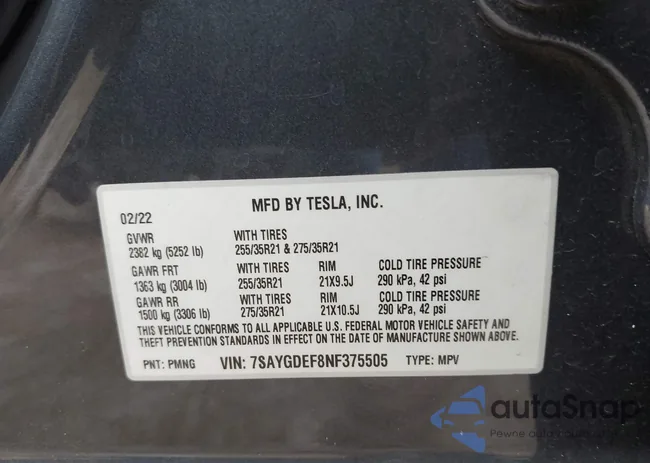 MFD BY TESLA, INC.
02/22
GVWR WITH TIRES
2382 kg (5252 lb) 255/35R21 & 275/35R21
GAWR FRT WITH TIRES RIM COLD TIRE PRESSURE
1363 kg (3004 lb) 255/35R21 21X9.5J 290 kPa, 42 psi
GAWR RR WITH TIRES RIM COLD TIRE PRESSURE
1500 kg (3306 lb) 275/35R21 21X10.5J 290 kPa, 42 psi
THIS VEHICLE CONFORMS TO ALL APPLICABLE U.S. FEDERAL MOTOR VEHICLE SAFETY AND
THEFT PREVENTION STANDARDS IN EFFECT ON THE DATE OF MANUFACTURE SHOWN ABOVE.
PNT: PMNG VIN: 7SAYGDEF8NF375505 TYPE: MPV
autoSnap
Pewne auto